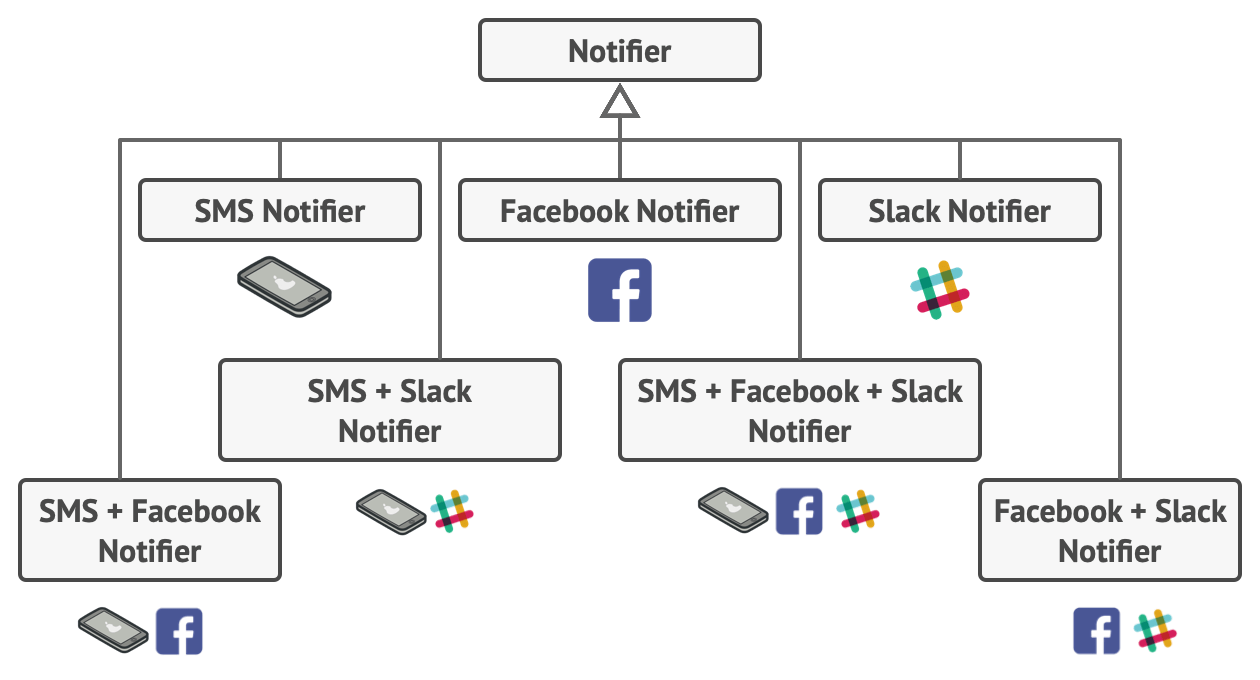 Notifier
SMS Notifier
Facebook Notifier
Slack Notifier
SMS + Slack
Notifier
SMS + Facebook + Slack
Notifier
SMS + Facebook
Notifier
Facebook + Slack
Notifier